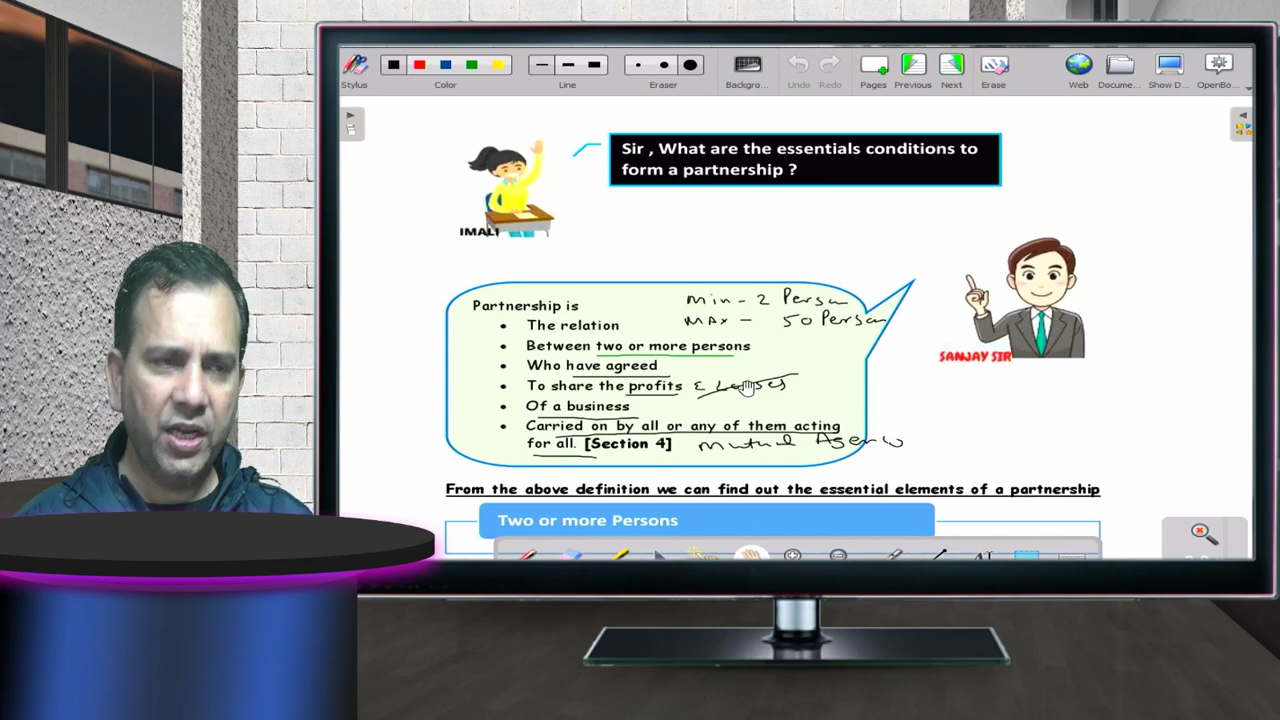 Stylus
Color
Line
Eraser
Backgro...
Undo
Redo
Pages
Previous
Next
Erase
Web
Docume...
Show D...
OpenBo...
Sir , What are the essentials conditions to
form a partnership ?
IMALI
Partnership is
Min - 2 Person
• The relation
MAX - 50 Person
• Between two or more persons
• Who have agreed
SANJAY SIR
• To share the profits & Losses
• Of a business
• Carried on by all or any of them acting
for all. [Section 4] Mutual Agency
From the above definition we can find out the essential elements of a partnership
Two or more Persons